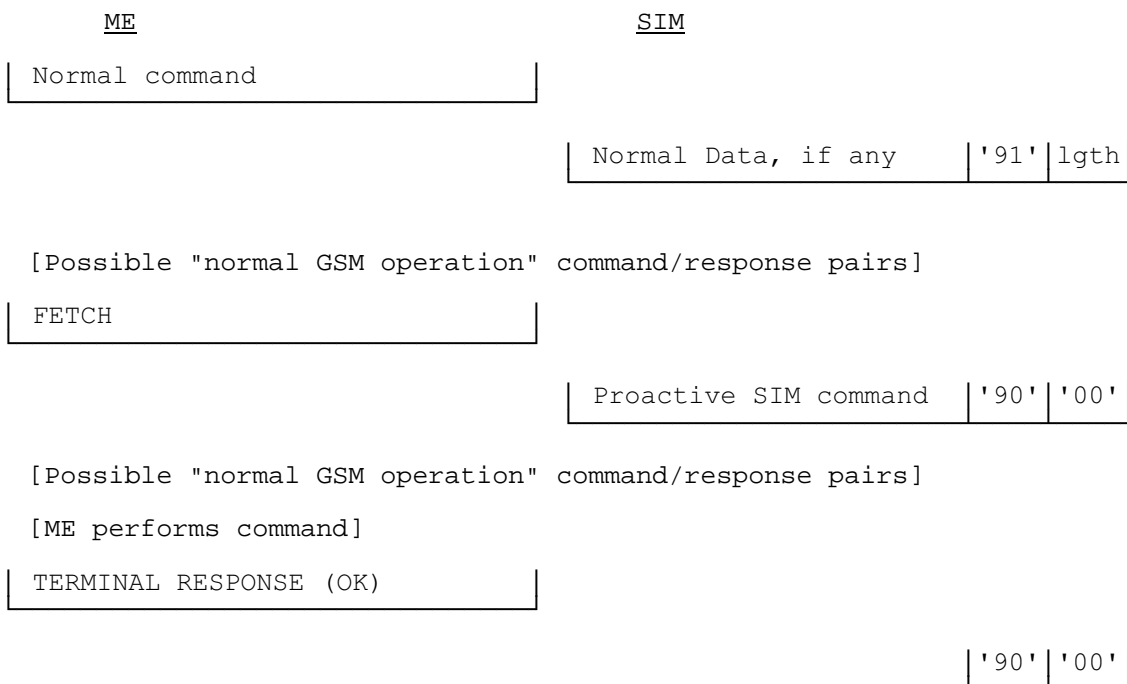 ME SIM
Normal command
Normal Data, if any '91' lgth
[Possible "normal GSM operation" command/response pairs]
FETCH
Proactive SIM command '90' '00'
[Possible "normal GSM operation" command/response pairs]
[ME performs command]
TERMINAL RESPONSE (OK)
'90' '00'